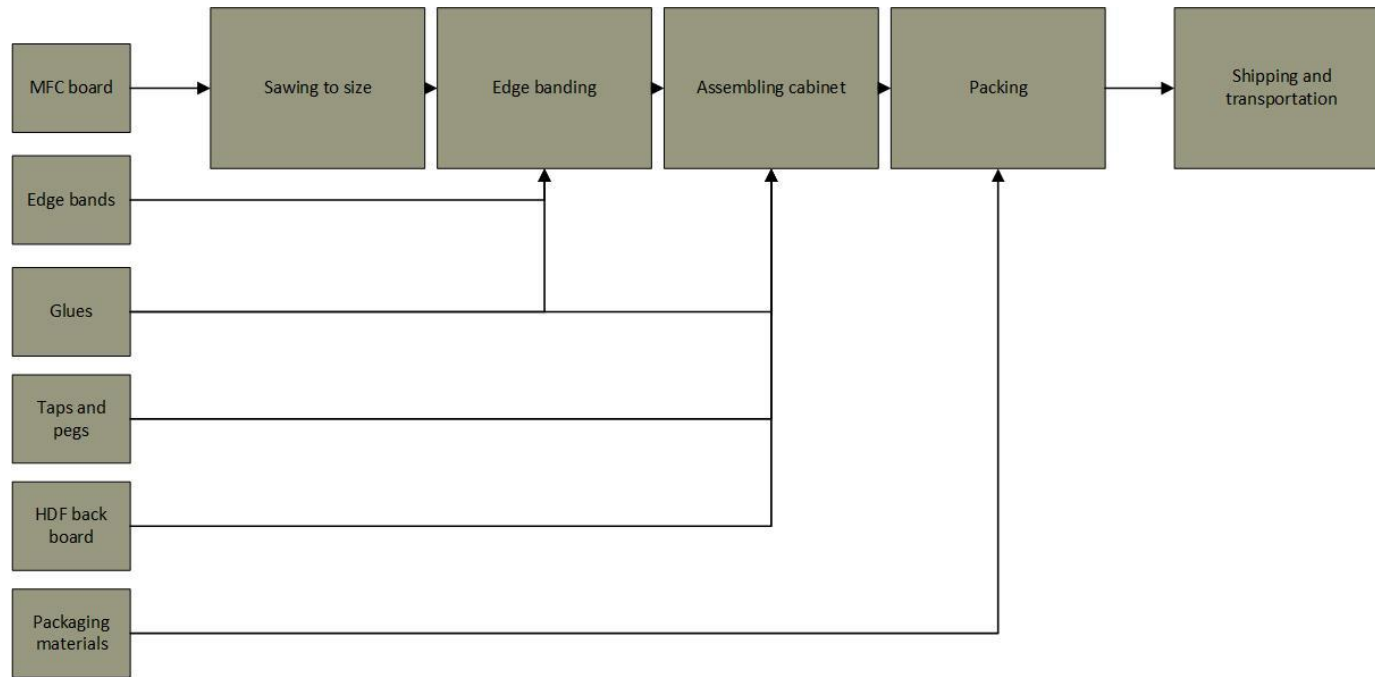 MFC board
Sawing to size
Edge banding
Assembling cabinet
Packing
Shipping and
transportation
Edge bands
Glues
Taps and
pegs
HDF back
board
Packaging
materials